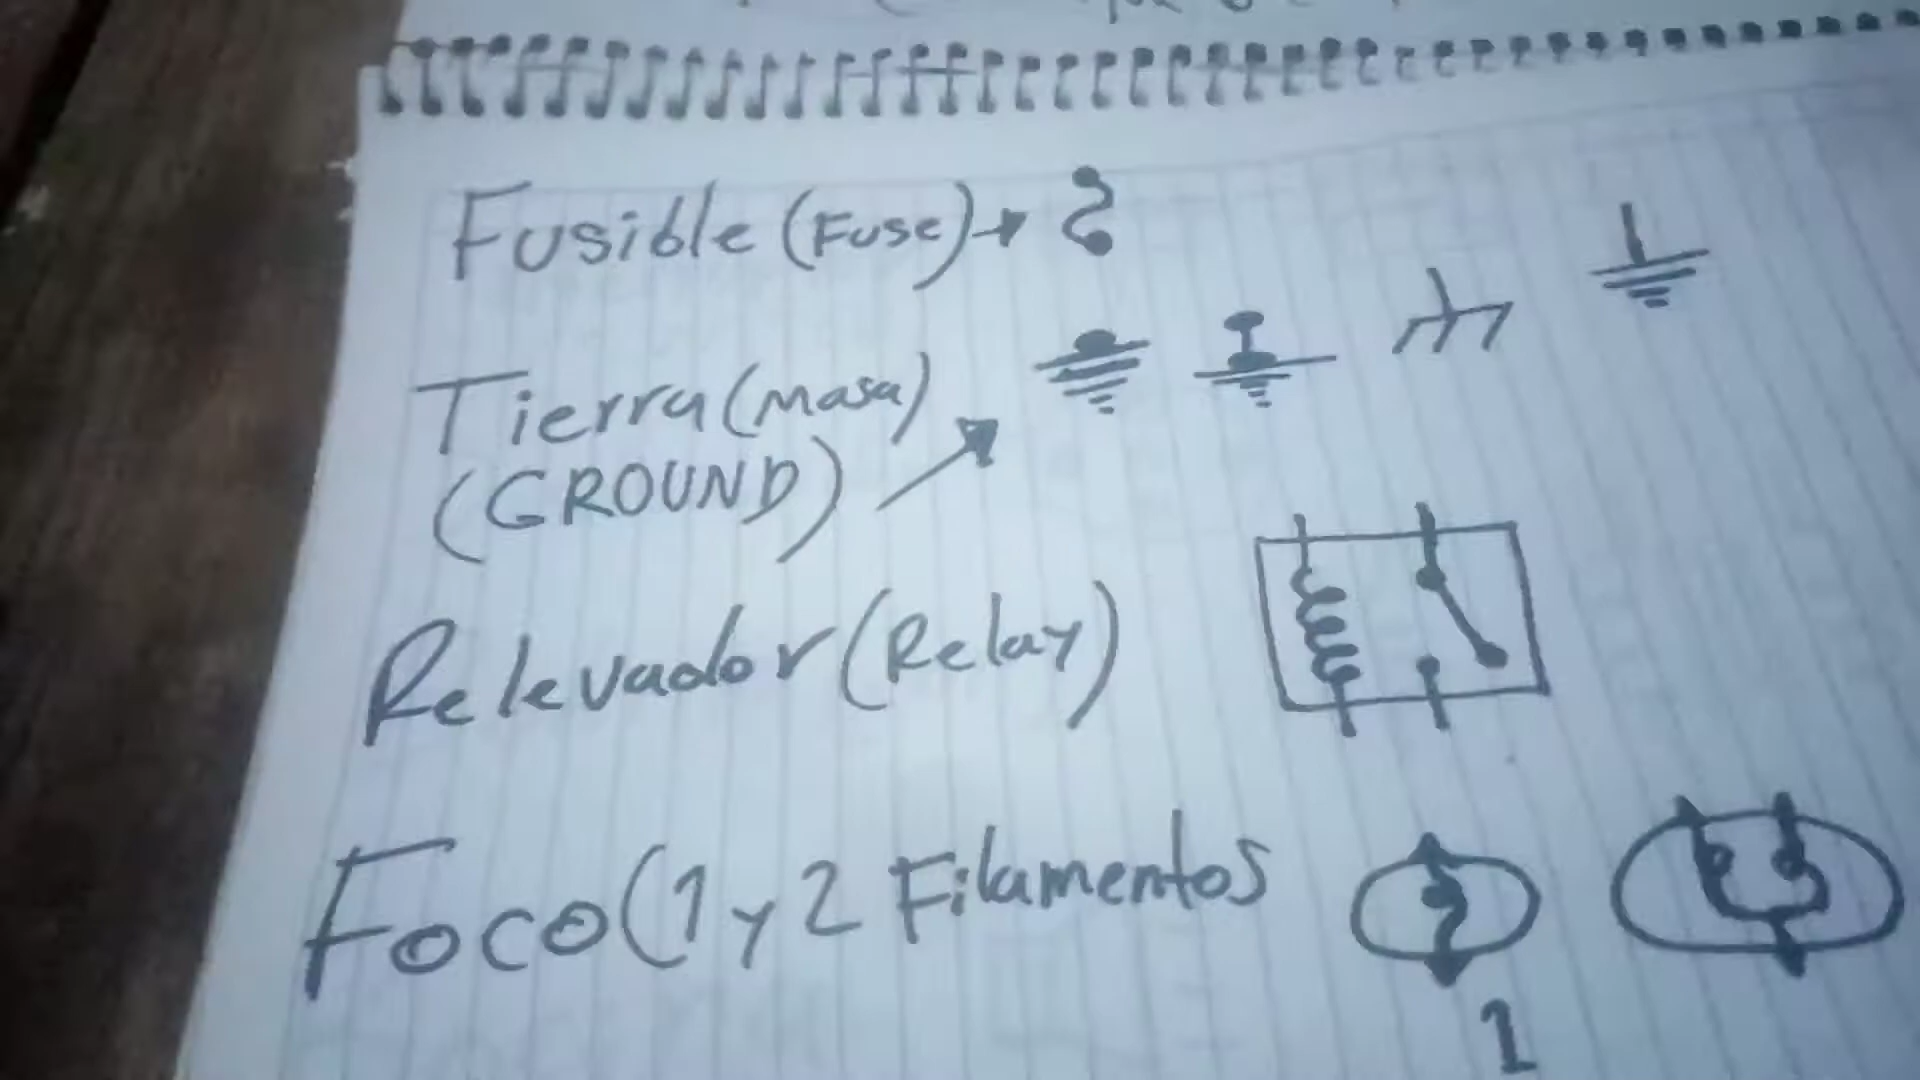 Fusible (Fuse)→
Tierra (Masa)
(GROUND)
Relevador (Relay)
Foco (1 y 2 Filamentos
1